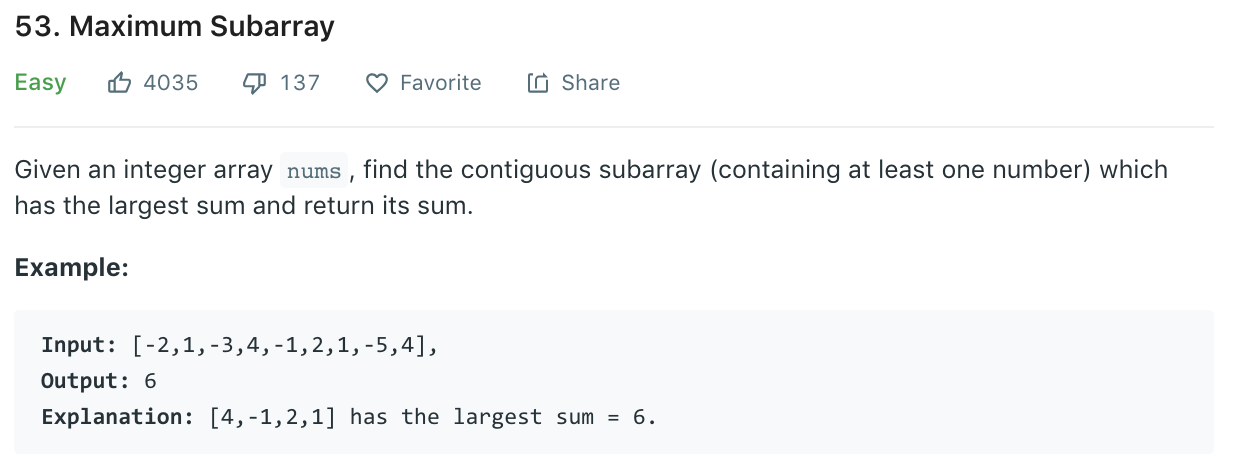 53. Maximum Subarray
Easy 4035 137 Favorite Share
Given an integer array nums, find the contiguous subarray (containing at least one number) which
has the largest sum and return its sum.
Example:
Input: [-2,1,-3,4,-1,2,1,-5,4],
Output: 6
Explanation: [4,-1,2,1] has the largest sum = 6.